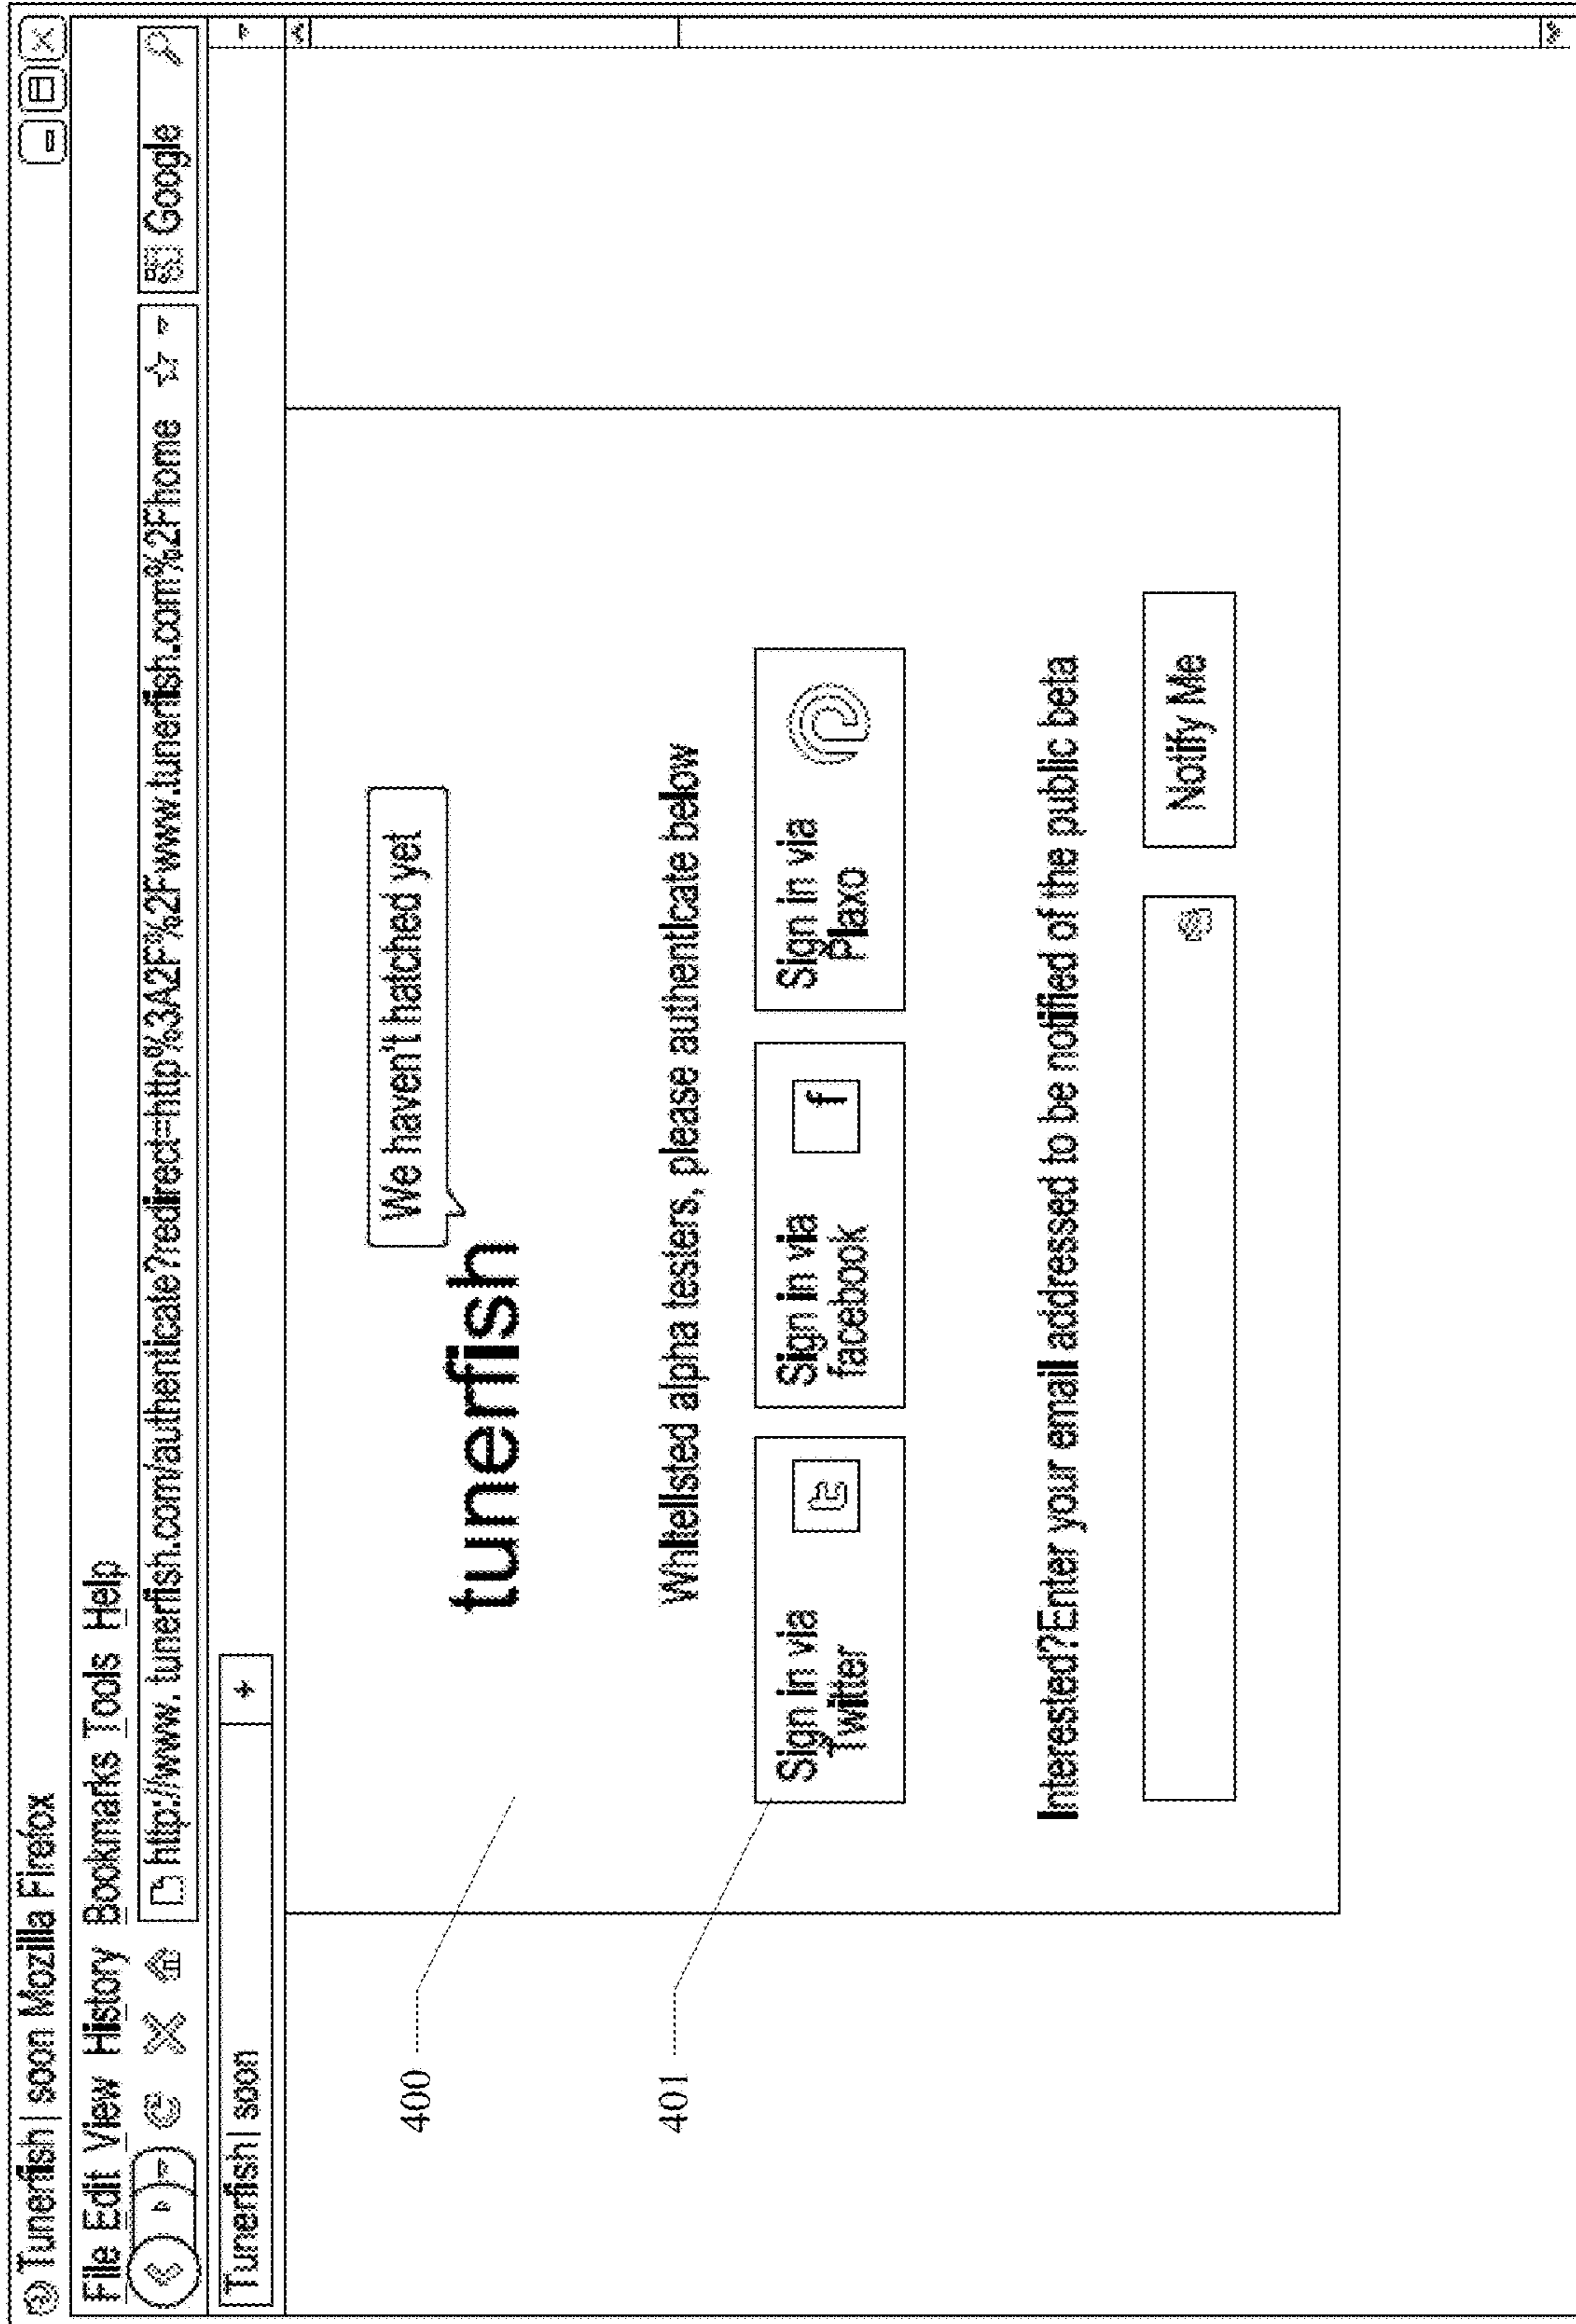 Tunerfish | soon Mozilla Firefox
File Edit View History Bookmarks Tools Help
http://www. tunerfish.com/authenticate?redirect=http%3A2F%2Fwww.tunerfish.com%2Fhome
Google
Tunerfish | soon +
We haven't hatched yet
tunerfish
400
Whitelisted alpha testers, please authenticate below
401
Sign in via
Twitter
t
Sign in via
facebook
f
Sign in via
Plaxo
Interested?Enter your email addressed to be notified of the public beta
Notify Me